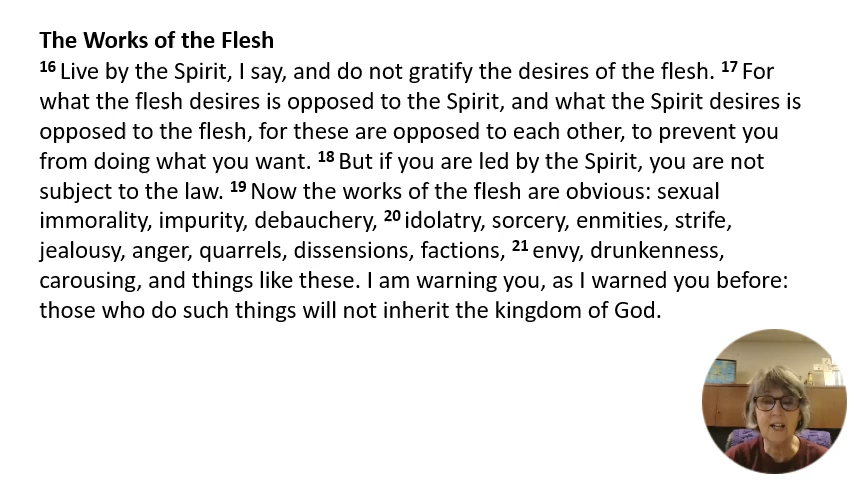 The Works of the Flesh
16 Live by the Spirit, I say, and do not gratify the desires of the flesh. 17 For
what the flesh desires is opposed to the Spirit, and what the Spirit desires is
opposed to the flesh, for these are opposed to each other, to prevent you
from doing what you want. 18 But if you are led by the Spirit, you are not
subject to the law. 19 Now the works of the flesh are obvious: sexual
immorality, impurity, debauchery, 20 idolatry, sorcery, enmities, strife,
jealousy, anger, quarrels, dissensions, factions, 21 envy, drunkenness,
carousing, and things like these. I am warning you, as I warned you before:
those who do such things will not inherit the kingdom of God.